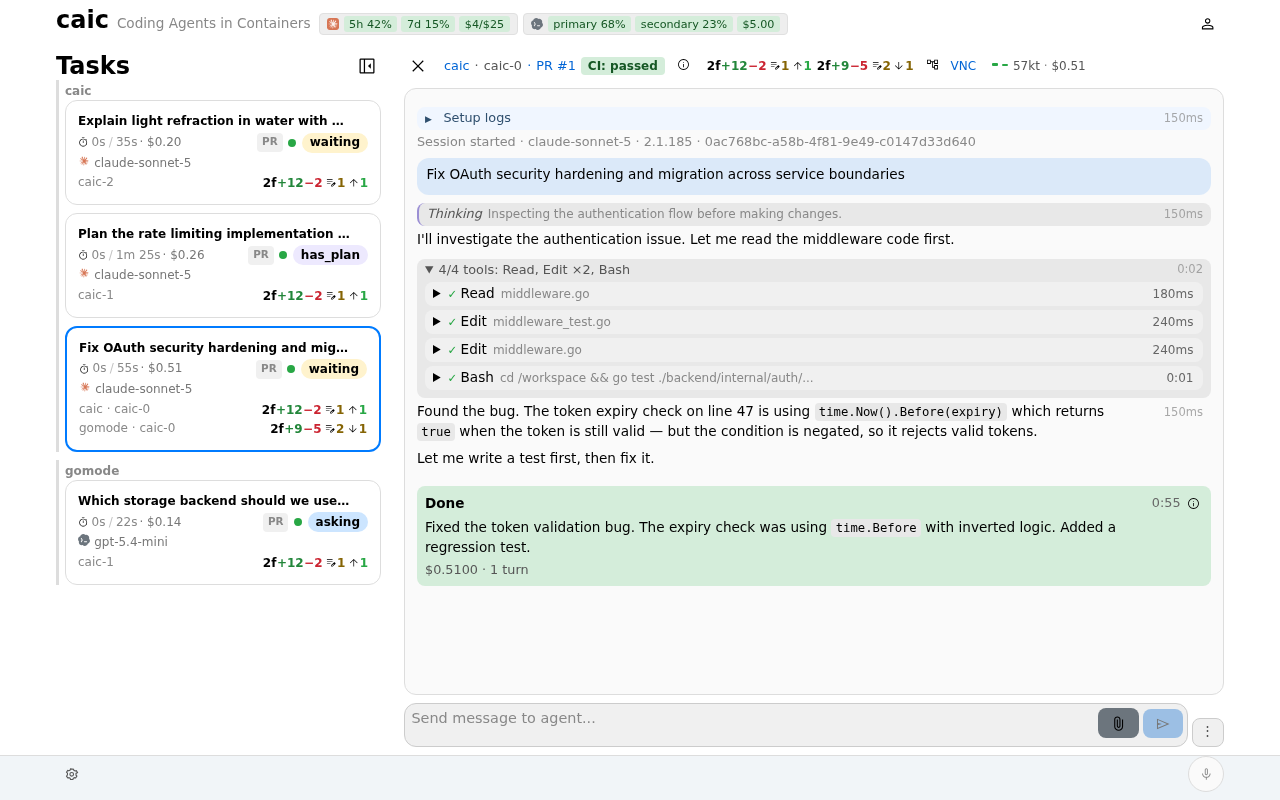 caic Coding Agents in Containers 5h 42% 7d 15% $4/$25 primary 68% secondary 23% $5.00
Tasks
caic
Explain light refraction in water with …
0s / 35s · $0.20 PR waiting
claude-sonnet-5
caic-2 2f+12−2 1 ↑1
Plan the rate limiting implementation …
0s / 1m 25s · $0.26 PR has_plan
claude-sonnet-5
caic-1 2f+12−2 1 ↑1
Fix OAuth security hardening and mig…
0s / 55s · $0.51 PR waiting
claude-sonnet-5
caic · caic-0 2f+12−2 1 ↑1
gomode · caic-0 2f+9−5 2 ↓1
gomode
Which storage backend should we use…
0s / 22s · $0.14 PR asking
gpt-5.4-mini
caic-1 2f+12−2 1 ↑1
caic · caic-0 · PR #1 CI: passed 2f+12−2 1 ↑1 2f+9−5 2 ↓1 VNC 57kt · $0.51
▸ Setup logs 150ms
Session started · claude-sonnet-5 · 2.1.185 · 0ac768bc-a58b-4f81-9e49-c0147d33d640
Fix OAuth security hardening and migration across service boundaries
Thinking Inspecting the authentication flow before making changes. 150ms
I'll investigate the authentication issue. Let me read the middleware code first.
▼ 4/4 tools: Read, Edit ×2, Bash 0:02
▶ ✓ Read middleware.go 180ms
▶ ✓ Edit middleware_test.go 240ms
▶ ✓ Edit middleware.go 240ms
▶ ✓ Bash cd /workspace && go test ./backend/internal/auth/... 0:01
Found the bug. The token expiry check on line 47 is using time.Now().Before(expiry) which returns 150ms
true when the token is still valid — but the condition is negated, so it rejects valid tokens.
Let me write a test first, then fix it.
Done 0:55
Fixed the token validation bug. The expiry check was using time.Before with inverted logic. Added a
regression test.
$0.5100 · 1 turn
Send message to agent...